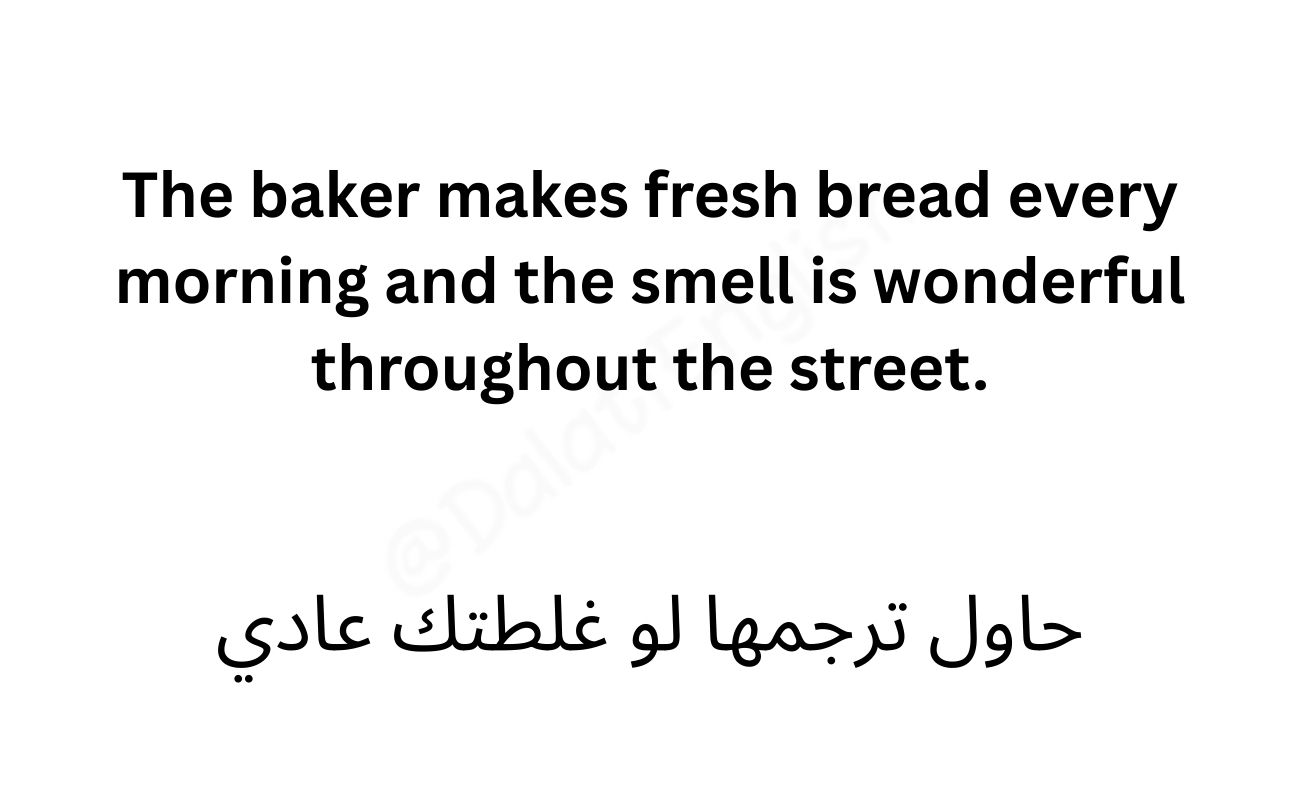 The baker makes fresh bread every
morning and the smell is wonderful
throughout the street.
@DalatEnglish
حاول ترجمها لو غلطتك عادي